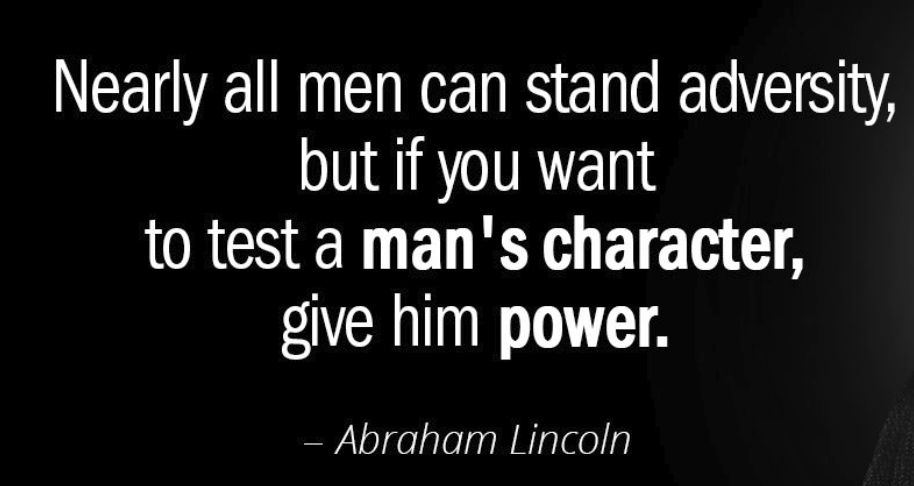 Nearly all men can stand adversity,
but if you want
to test a man's character,
give him power.
– Abraham Lincoln